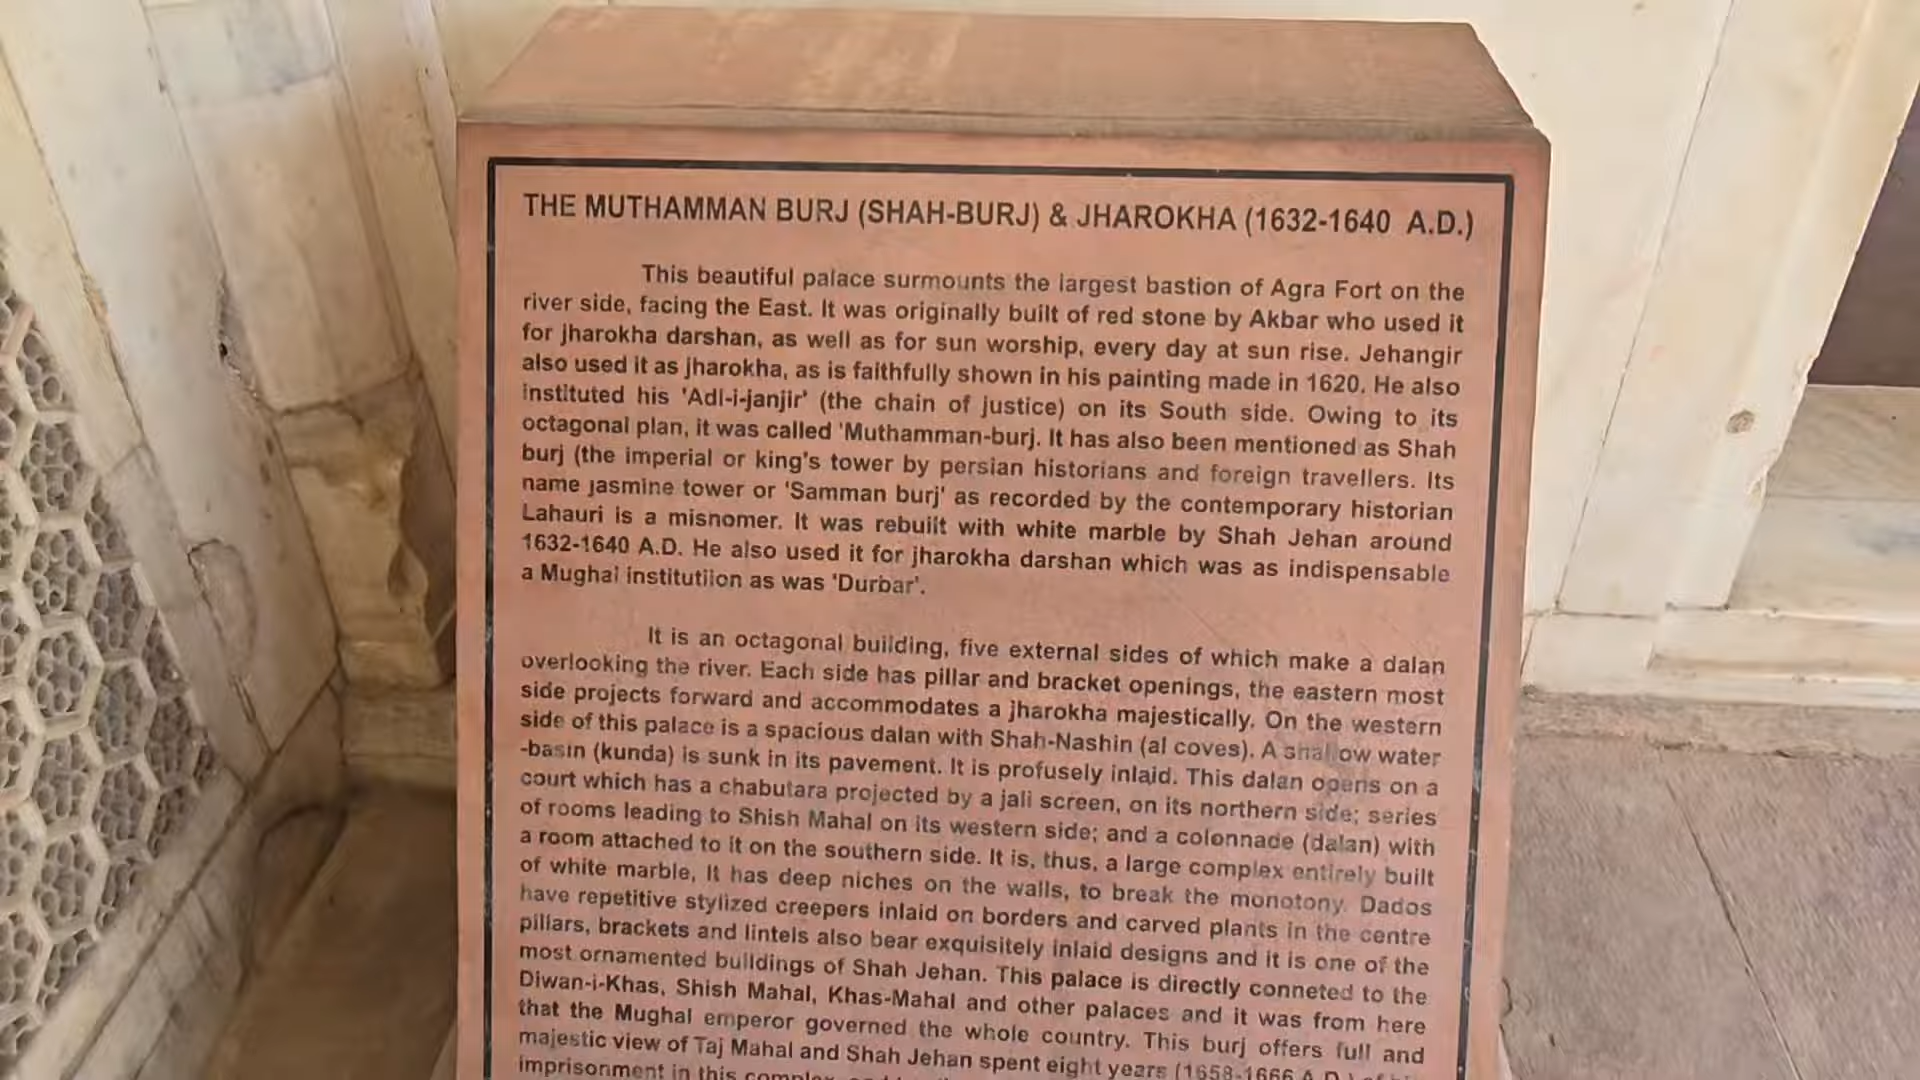 THE MUTHAMMAN BURJ (SHAH-BURJ) & JHAROKHA (1632-1640 A.D.)
This beautiful palace surmounts the largest bastion of Agra Fort on the
river side, facing the East. It was originally built of red stone by Akbar who used it
for jharokha darshan, as well as for sun worship, every day at sun rise. Jehangir
also used it as jharokha, as is faithfully shown in his painting made in 1620. He also
instituted his 'Adl-i-janjir' (the chain of justice) on its South side. Owing to its
octagonal plan, it was called 'Muthamman-burj. It has also been mentioned as Shah
burj (the imperial or king's tower by persian historians and foreign travellers. Its
name jasmine tower or 'Samman burj' as recorded by the contemporary historian
Lahauri is a misnomer. It was rebuilt with white marble by Shah Jehan around
1632-1640 A.D. He also used it for jharokha darshan which was as indispensable
a Mughal institutiion as was 'Durbar'.
It is an octagonal building, five external sides of which make a dalan
overlooking the river. Each side has pillar and bracket openings, the eastern most
side projects forward and accommodates a jharokha majestically. On the western
side of this palace is a spacious dalan with Shah-Nashin (al coves). A shallow water
-basin (kunda) is sunk in its pavement. It is profusely inlaid. This dalan opens on a
court which has a chabutara projected by a jali screen, on its northern side; series
of rooms leading to Shish Mahal on its western side; and a colonnade (dalan) with
a room attached to it on the southern side. It is, thus, a large complex entirely built
of white marble, It has deep niches on the walls, to break the monotony. Dados
have repetitive stylized creepers inlaid on borders and carved plants in the centre
pillars, brackets and lintels also bear exquisitely inlaid designs and it is one of the
most ornamented buildings of Shah Jehan. This palace is directly conneted to the
Diwan-i-Khas, Shish Mahal, Khas-Mahal and other palaces and it was from here
that the Mughal emperor governed the whole country. This burj offers full and
majestic view of Taj Mahal and Shah Jehan spent eight years (1658-1666 A.D.) of
imprisonment in this complex